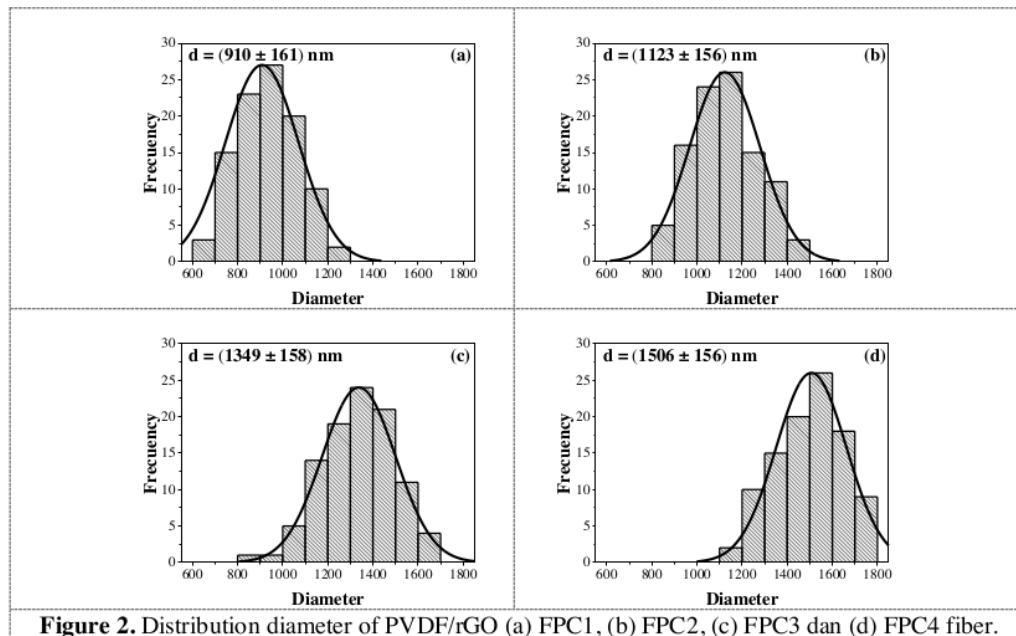 d = (910 ± 161) nm (a)
30
25
20
15
10
5
0
Frecuency
600 800 1000 1200 1400 1600 1800
Diameter
d = (1123 ± 156) nm (b)
30
25
20
15
10
5
0
Frecuency
600 800 1000 1200 1400 1600 1800
Diameter
d = (1349 ± 158) nm (c)
30
25
20
15
10
5
0
Frecuency
600 800 1000 1200 1400 1600 1800
Diameter
d = (1506 ± 156) nm (d)
30
25
20
15
10
5
0
Frecuency
600 800 1000 1200 1400 1600 1800
Diameter
Figure 2. Distribution diameter of PVDF/rGO (a) FPC1, (b) FPC2, (c) FPC3 dan (d) FPC4 fiber.